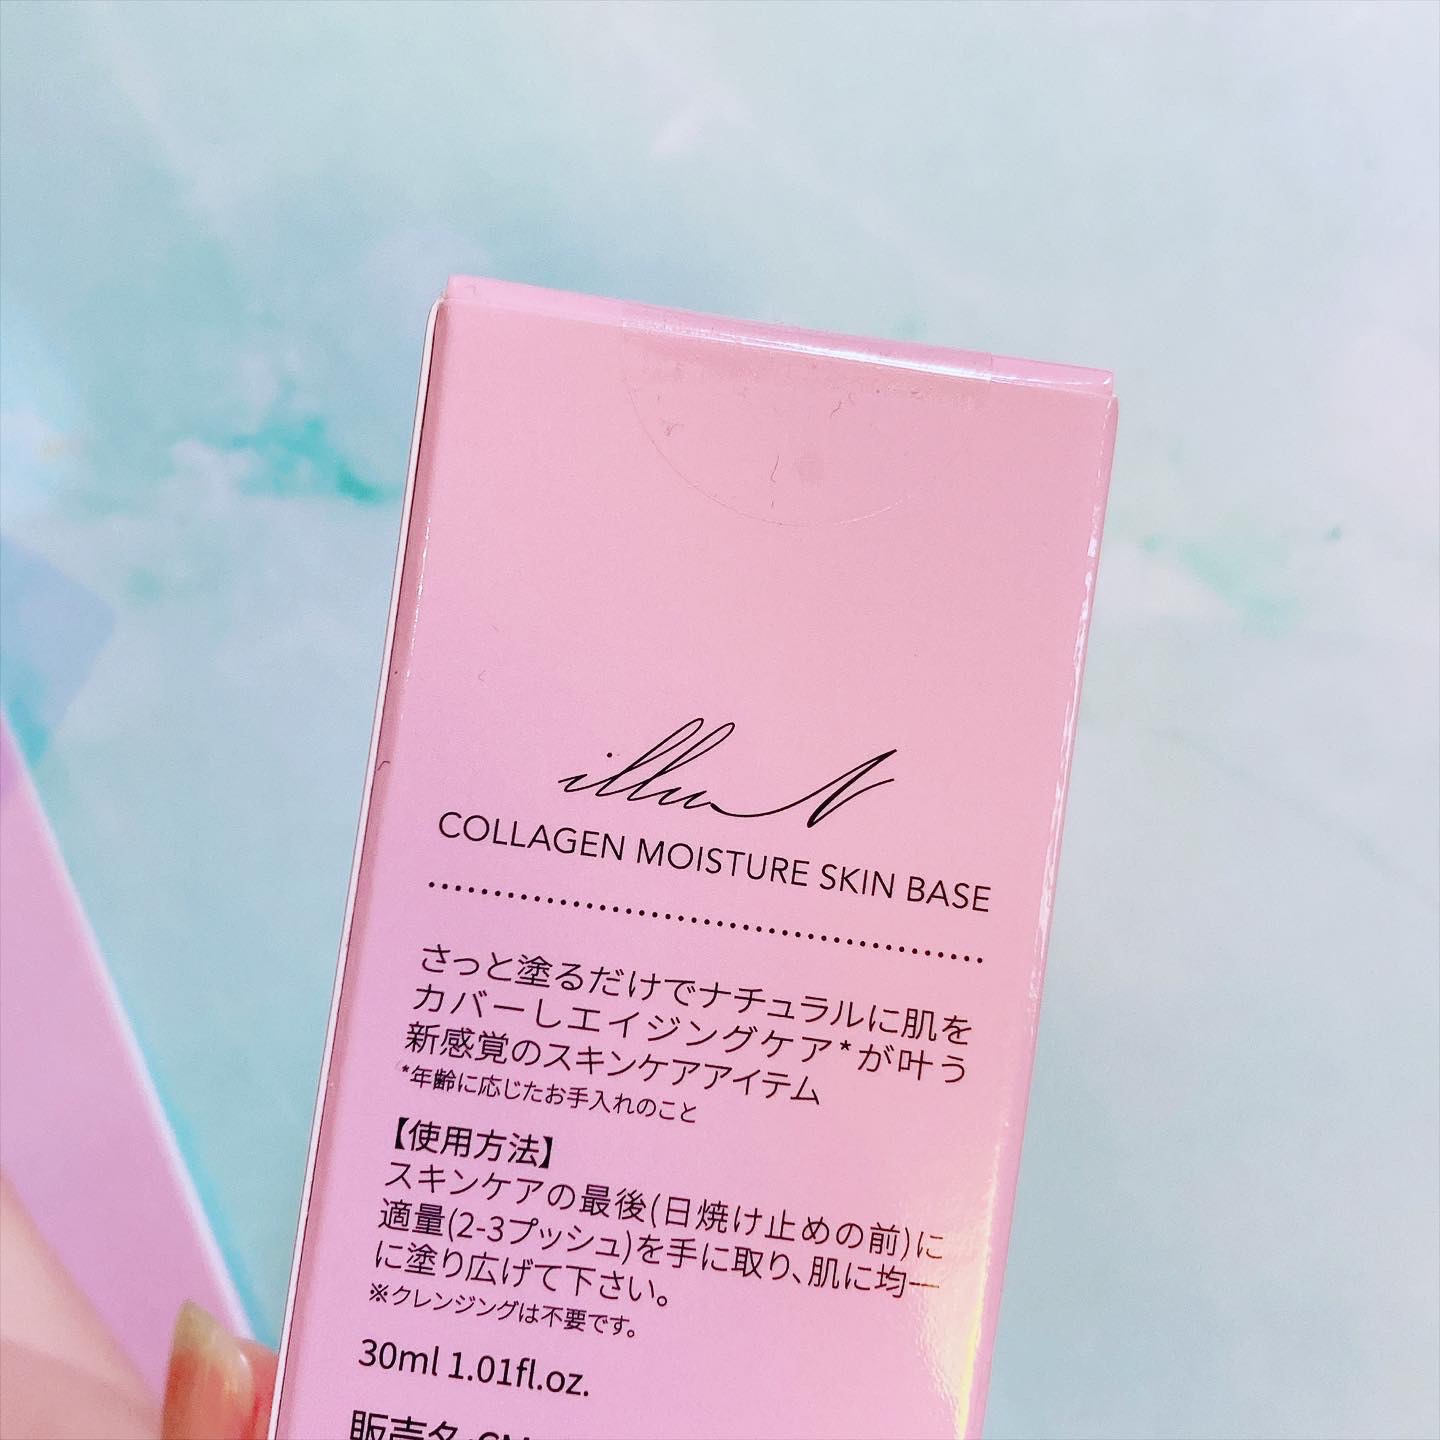 illuN
COLLAGEN MOISTURE SKIN BASE
さっと塗るだけでナチュラルに肌を
カバーしエイジングケア*が叶う
新感覚のスキンケアアイテム
*年齢に応じたお手入れのこと
【使用方法】
スキンケアの最後(日焼け止めの前)に
適量(2-3プッシュ)を手に取り、肌に均一
に塗り広げて下さい。
※クレンジングは不要です。
30ml 1.01fl.oz.
販売名:CM